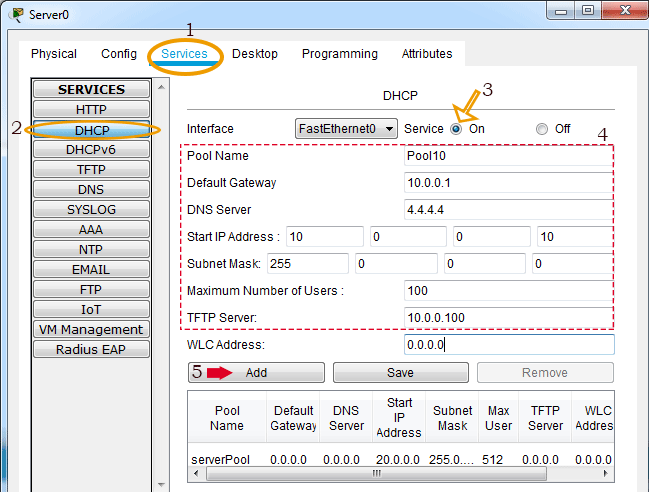 Server0
1
Physical Config Services Desktop Programming Attributes
SERVICES
HTTP
2 DHCP
DHCPv6
TFTP
DNS
SYSLOG
AAA
NTP
EMAIL
FTP
IoT
VM Management
Radius EAP
DHCP
3
Interface FastEthernet0 Service On Off
4
Pool Name Pool10
Default Gateway 10.0.0.1
DNS Server 4.4.4.4
Start IP Address : 10 0 0 10
Subnet Mask: 255 0 0 0
Maximum Number of Users : 100
TFTP Server: 10.0.0.100
WLC Address: 0.0.0.0
5 Add Save Remove
Pool Name Default Gateway DNS Server Start IP Address Subnet Mask Max User TFTP Server WLC Addres
serverPool 0.0.0.0 0.0.0.0 20.0.0.0 255.0.... 512 0.0.0.0 0.0.0.0